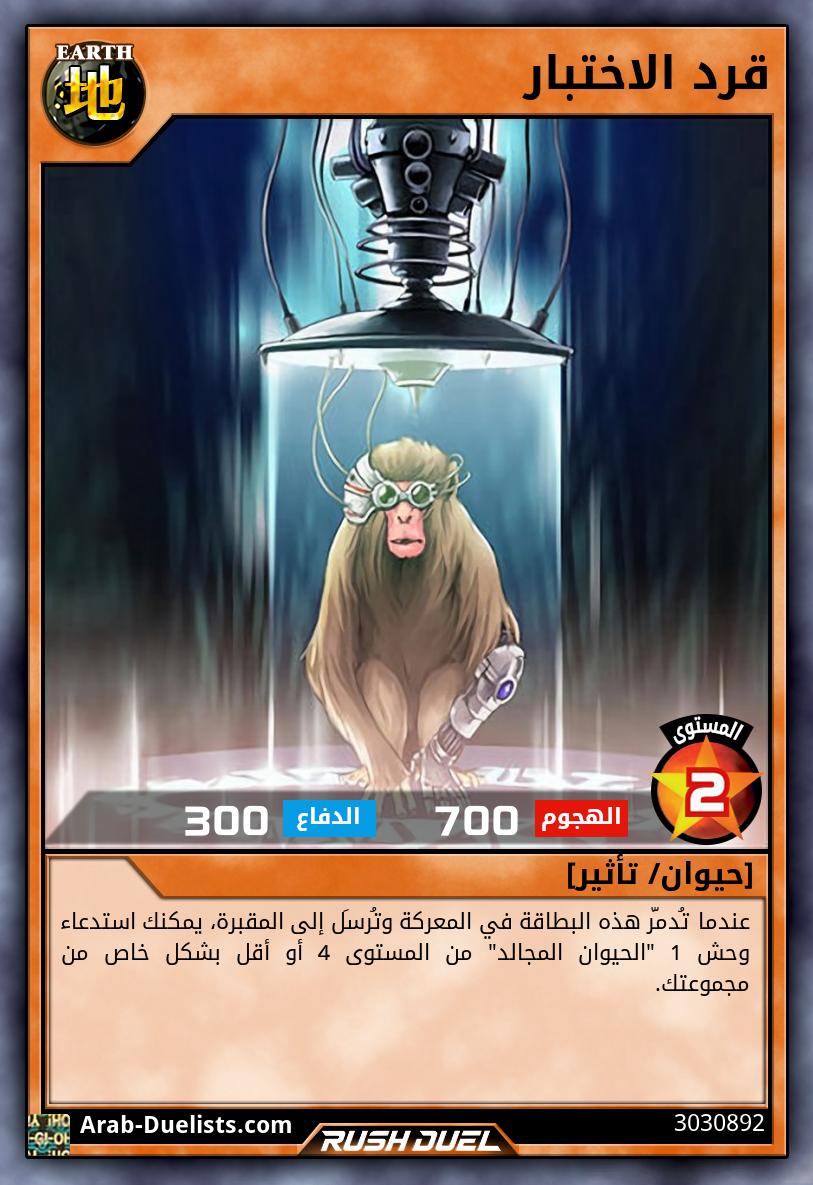 قرد الاختبار
EARTH
地
المستوى
2
الهجوم 700 الدفاع 300
[حيوان/ تأثير]
عندما تُدمرّ هذه البطاقة في المعركة وتُرسلَ إلى المقبرة، يمكنك استدعاء
وحش 1 "الحيوان المجالد" من المستوى 4 أو أقل بشكل خاص من
مجموعتك.
Arab-Duelists.com
RUSH DUEL
3030892